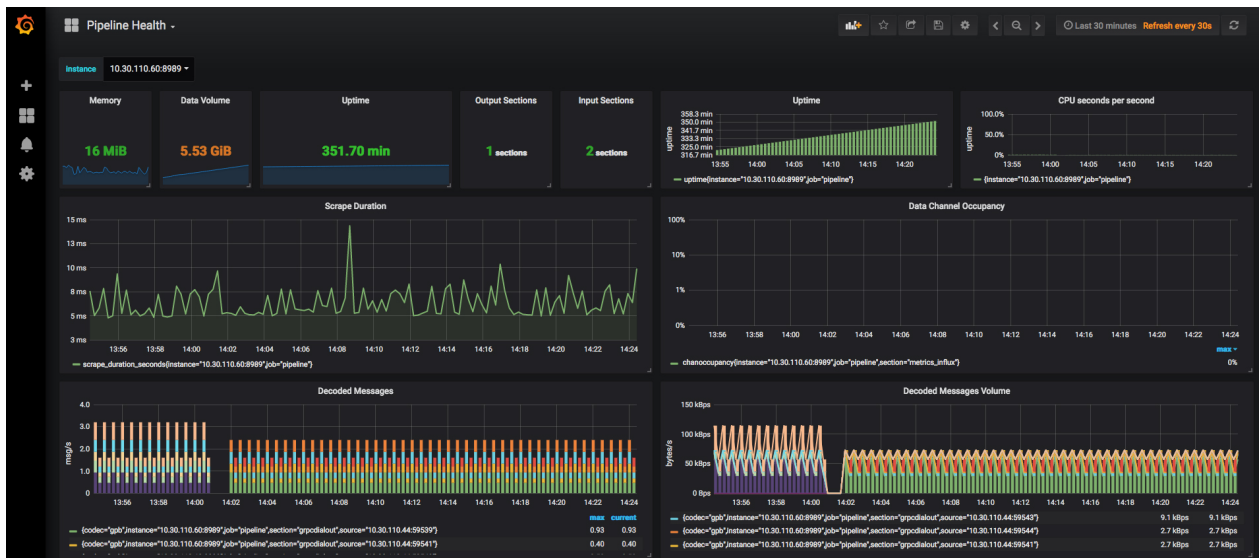 Pipeline Health
Last 30 minutes Refresh every 30s
Instance 10.30.110.60:8989
Memory
16 MiB
Data Volume
5.53 GiB
Uptime
351.70 min
Output Sections
1 sections
Input Sections
2 sections
Uptime
uptime
358.3 min
350.0 min
341.7 min
333.3 min
325.0 min
316.7 min
13:55 14:00 14:05 14:10 14:15 14:20
uptime{instance="10.30.110.60:8989",job="pipeline"}
CPU seconds per second
uptime
100.0%
50.0%
0%
13:55 14:00 14:05 14:10 14:15 14:20
{instance="10.30.110.60:8989",job="pipeline"}
Scrape Duration
15 ms
13 ms
10 ms
8 ms
5 ms
3 ms
13:56 13:58 14:00 14:02 14:04 14:06 14:08 14:10 14:12 14:14 14:16 14:18 14:20 14:22 14:24
scrape_duration_seconds{instance="10.30.110.60:8989",job="pipeline"}
Data Channel Occupancy
100%
10%
1%
0%
13:56 13:58 14:00 14:02 14:04 14:06 14:08 14:10 14:12 14:14 14:16 14:18 14:20 14:22 14:24
max
chanoccupancy{instance="10.30.110.60:8989",job="pipeline",section="metrics_influx"} 0%
Decoded Messages
msg/s
4.0
3.0
2.0
1.0
0
13:56 13:58 14:00 14:02 14:04 14:06 14:08 14:10 14:12 14:14 14:16 14:18 14:20 14:22 14:24
max current
{codec="gpb",instance="10.30.110.60:8989",job="pipeline",section="grpcdialout",source="10.30.110.44:59539"} 0.93 0.93
{codec="gpb",instance="10.30.110.60:8989",job="pipeline",section="grpcdialout",source="10.30.110.44:59541"} 0.40 0.40
Decoded Messages Volume
bytes/s
150 kBps
100 kBps
50 kBps
0 Bps
13:56 13:58 14:00 14:02 14:04 14:06 14:08 14:10 14:12 14:14 14:16 14:18 14:20 14:22 14:24
{codec="gpb",instance="10.30.110.60:8989",job="pipeline",section="grpcdialout",source="10.30.110.44:59543"} 9.1 kBps 9.1 kBps
{codec="gpb",instance="10.30.110.60:8989",job="pipeline",section="grpcdialout",source="10.30.110.44:59544"} 2.7 kBps 2.7 kBps
{codec="gpb",instance="10.30.110.60:8989",job="pipeline",section="grpcdialout",source="10.30.110.44:59541"} 2.7 kBps 2.7 kBps